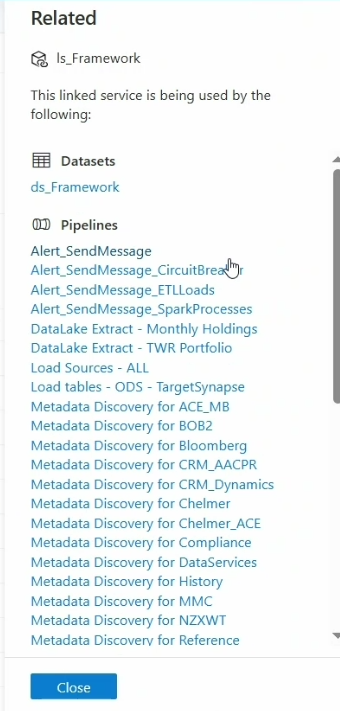 Related
ls_Framework
This linked service is being used by the
following:
Datasets
ds_Framework
Pipelines
Alert_SendMessage
Alert_SendMessage_CircuitBreaker
Alert_SendMessage_ETLLoads
Alert_SendMessage_SparkProcesses
DataLake Extract - Monthly Holdings
DataLake Extract - TWR Portfolio
Load Sources - ALL
Load tables - ODS - TargetSynapse
Metadata Discovery for ACE_MB
Metadata Discovery for BOB2
Metadata Discovery for Bloomberg
Metadata Discovery for CRM_AACPR
Metadata Discovery for CRM_Dynamics
Metadata Discovery for Chelmer
Metadata Discovery for Chelmer_ACE
Metadata Discovery for Compliance
Metadata Discovery for DataServices
Metadata Discovery for History
Metadata Discovery for MMC
Metadata Discovery for NZXWT
Metadata Discovery for Reference
Close